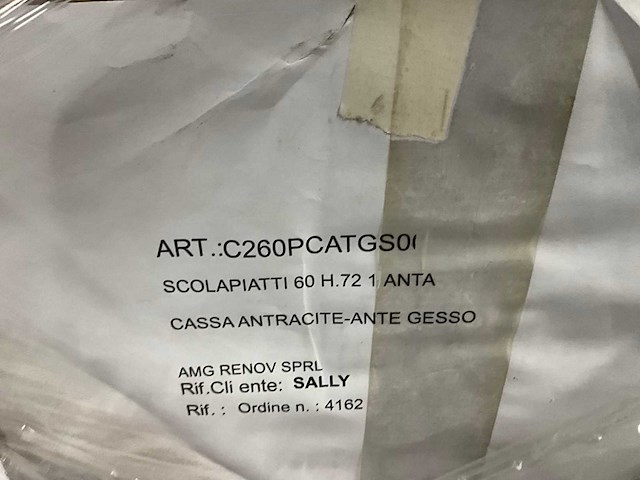 ART.:C260PCATGS0
SCOLAPIATTI 60 H.72 1 ANTA
CASSA ANTRACITE-ANTE GESSO
AMG RENOV SPRL
Rif.Cli ente: SALLY
Rif. : Ordine n. : 4162